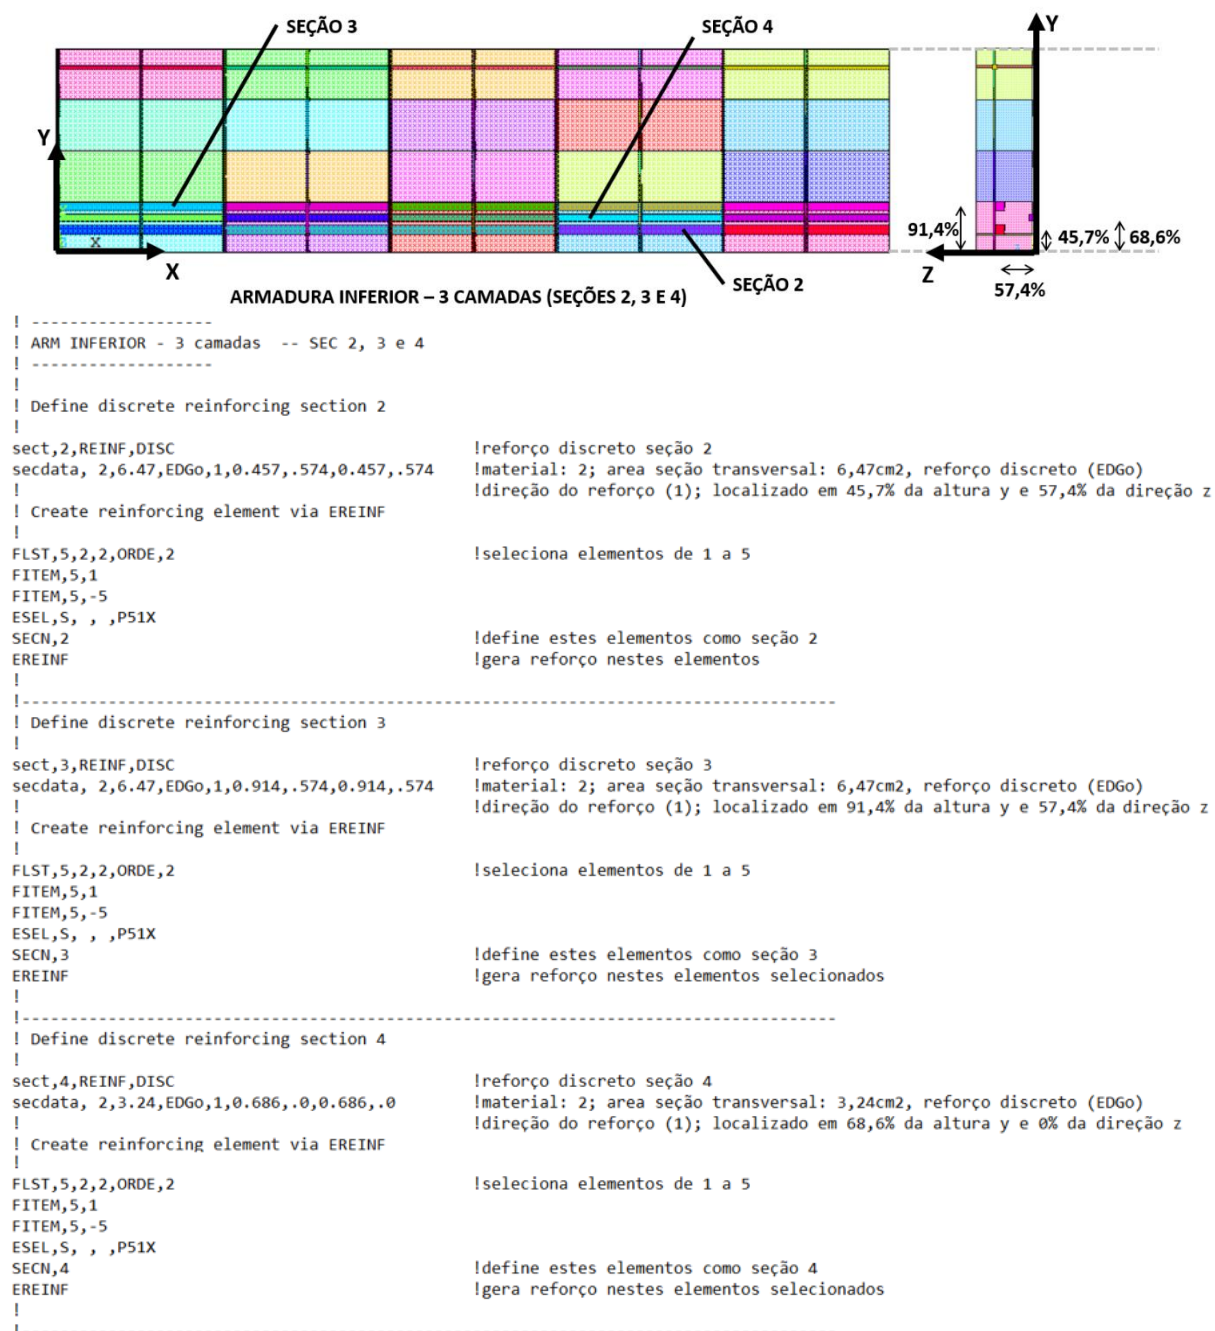 SEÇÃO 3
SEÇÃO 4
Y
Y
91,4%
45,7%
68,6%
X
X
Z
57,4%
SEÇÃO 2
ARMADURA INFERIOR – 3 CAMADAS (SEÇÕES 2, 3 E 4)
! -------------------
! ARM INFERIOR - 3 camadas  -- SEC 2, 3 e 4
! -------------------
!
! Define discrete reinforcing section 2
!
sect,2,REINF,DISC !reforço discreto seção 2
secdata, 2,6.47,EDGo,1,0.457,.574,0.457,.574 !material: 2; area seção transversal: 6,47cm2, reforço discreto (EDGo)
! !direção do reforço (1); localizado em 45,7% da altura y e 57,4% da direção z
! Create reinforcing element via EREINF
!
FLST,5,2,2,ORDE,2 !seleciona elementos de 1 a 5
FITEM,5,1
FITEM,5,-5
ESEL,S, , ,P51X
SECN,2 !define estes elementos como seção 2
EREINF !gera reforço nestes elementos
!
!-------------------------------------------------------------------------------------
! Define discrete reinforcing section 3
!
sect,3,REINF,DISC !reforço discreto seção 3
secdata, 2,6.47,EDGo,1,0.914,.574,0.914,.574 !material: 2; area seção transversal: 6,47cm2, reforço discreto (EDGo)
! !direção do reforço (1); localizado em 91,4% da altura y e 57,4% da direção z
! Create reinforcing element via EREINF
!
FLST,5,2,2,ORDE,2 !seleciona elementos de 1 a 5
FITEM,5,1
FITEM,5,-5
ESEL,S, , ,P51X
SECN,3 !define estes elementos como seção 3
EREINF !gera reforço nestes elementos selecionados
!
!-------------------------------------------------------------------------------------
! Define discrete reinforcing section 4
!
sect,4,REINF,DISC !reforço discreto seção 4
secdata, 2,3.24,EDGo,1,0.686,.0,0.686,.0 !material: 2; area seção transversal: 3,24cm2, reforço discreto (EDGo)
! !direção do reforço (1); localizado em 68,6% da altura y e 0% da direção z
! Create reinforcing element via EREINF
!
FLST,5,2,2,ORDE,2 !seleciona elementos de 1 a 5
FITEM,5,1
FITEM,5,-5
ESEL,S, , ,P51X
SECN,4 !define estes elementos como seção 4
EREINF !gera reforço nestes elementos selecionados
!
!-------------------------------------------------------------------------------------